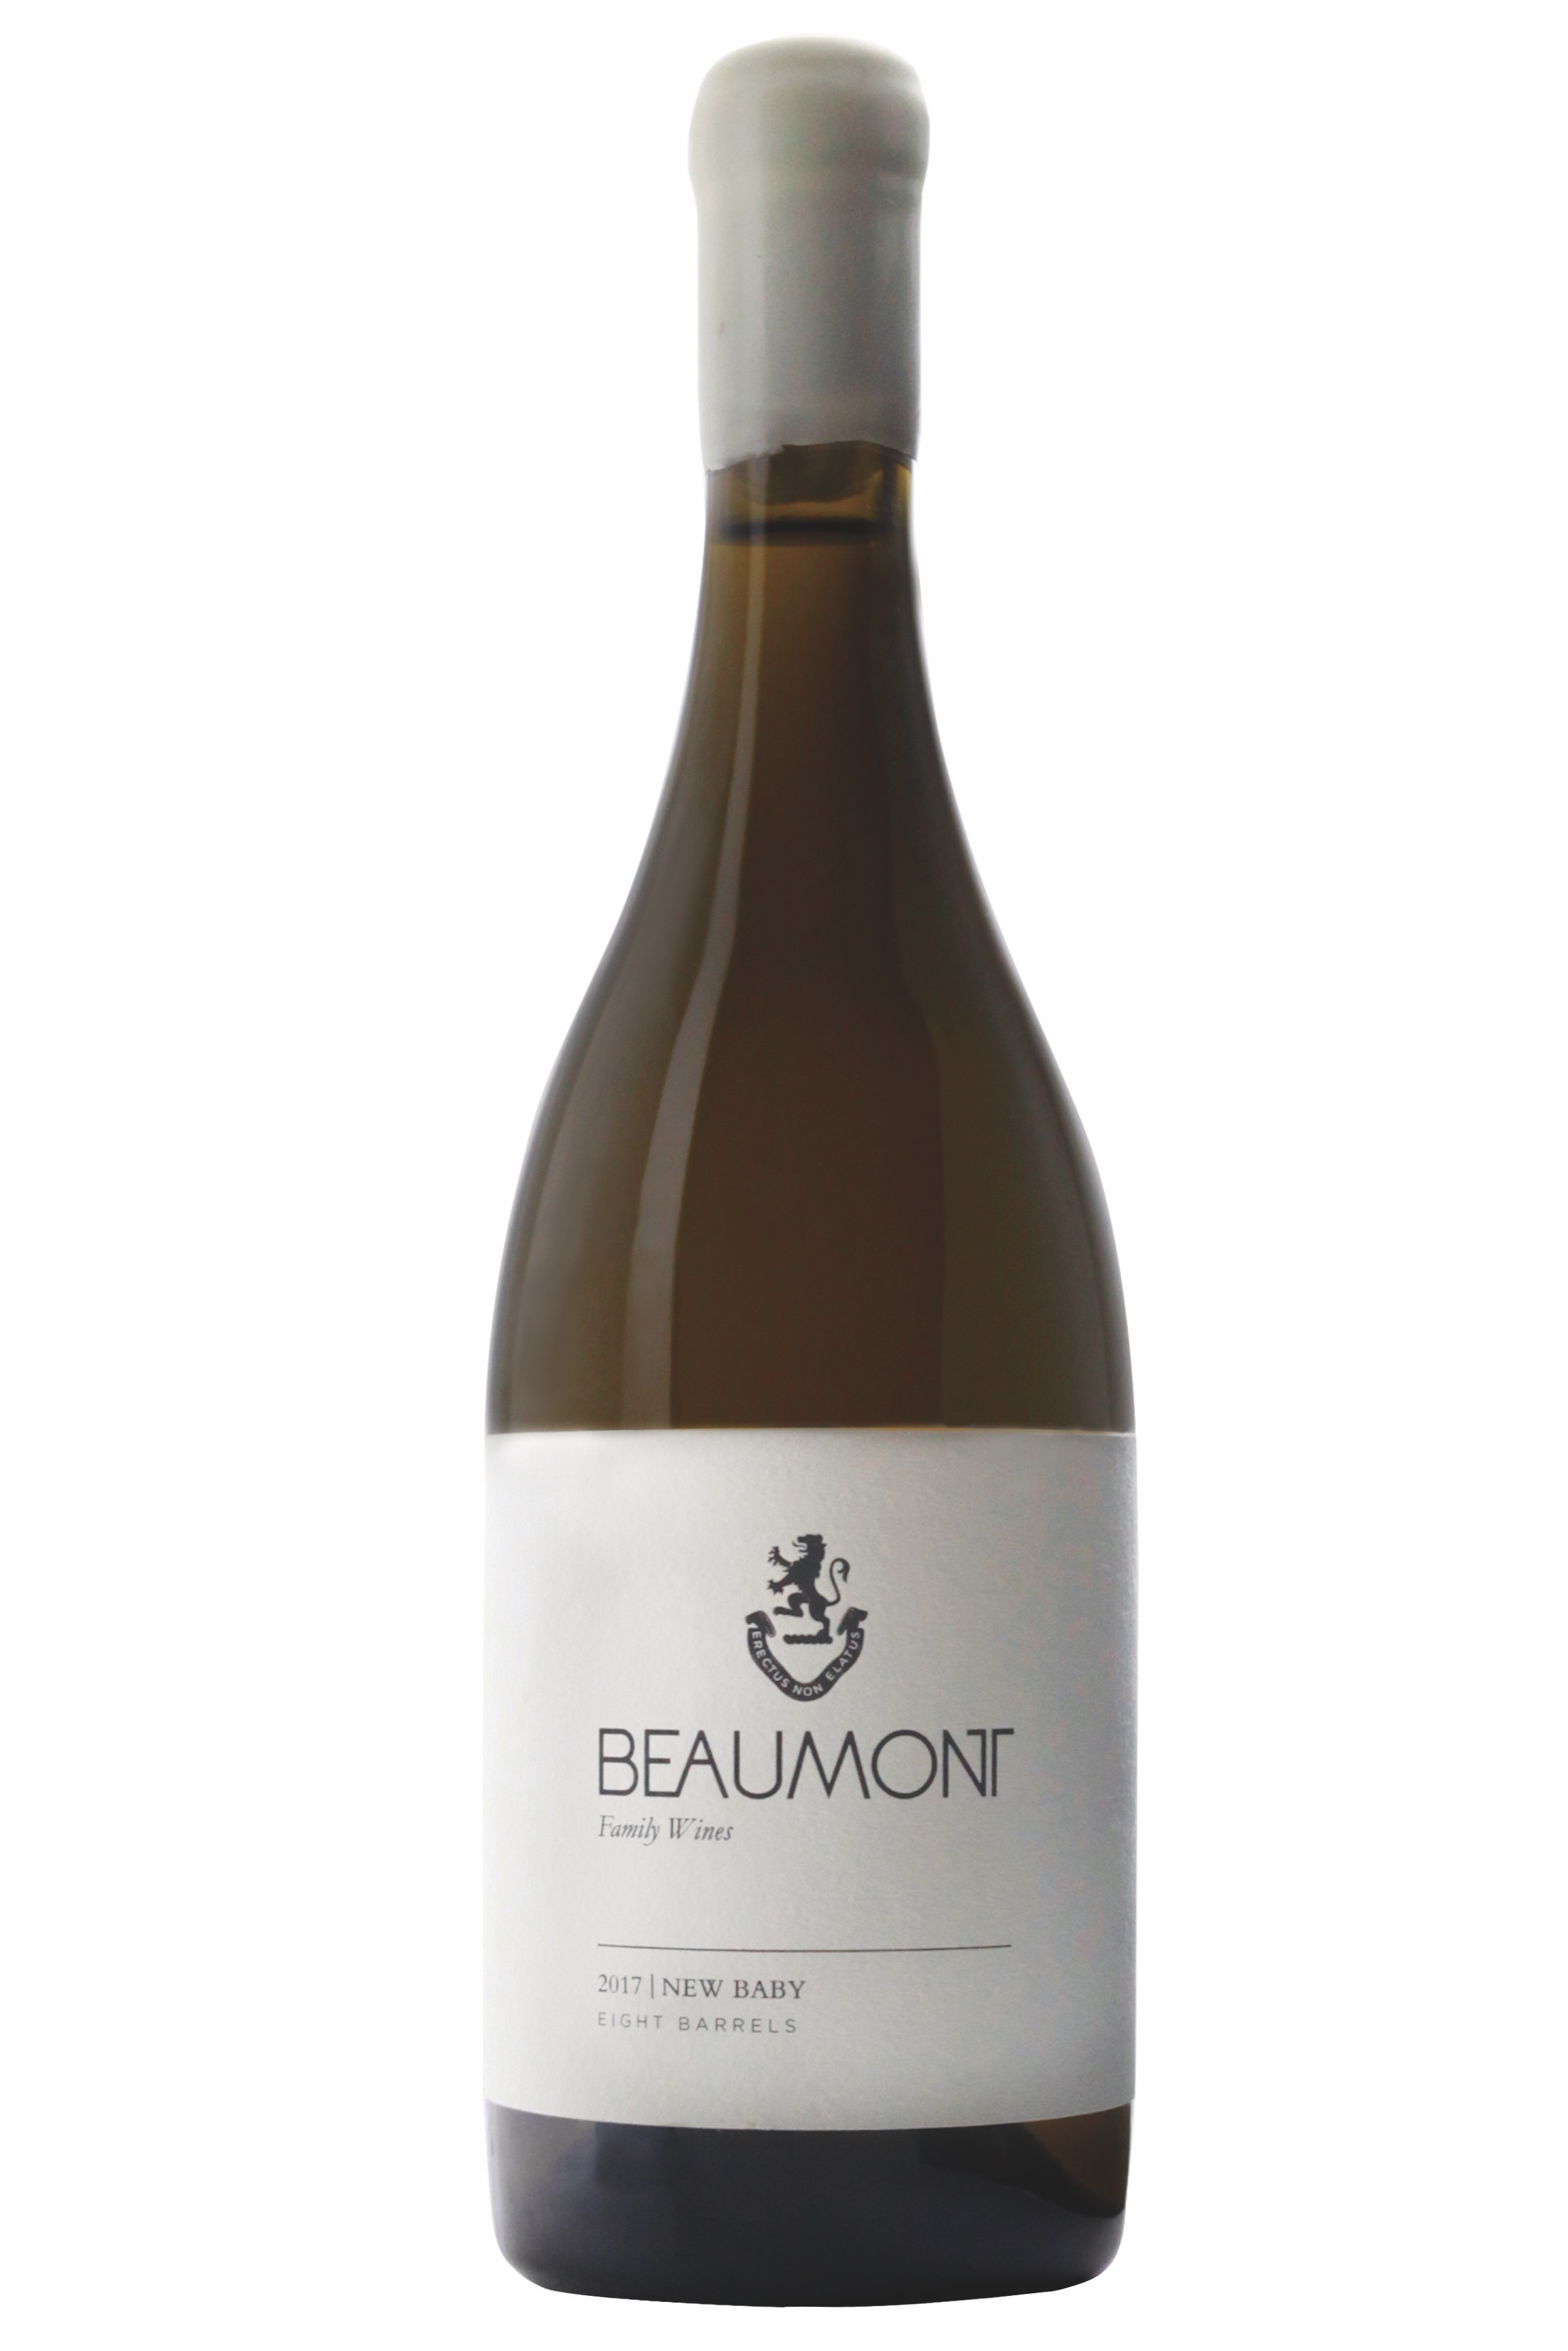 ERECTUS NON ELATUS
BEAUMONT
Family Wines
2017 | NEW BABY
EIGHT BARRELS